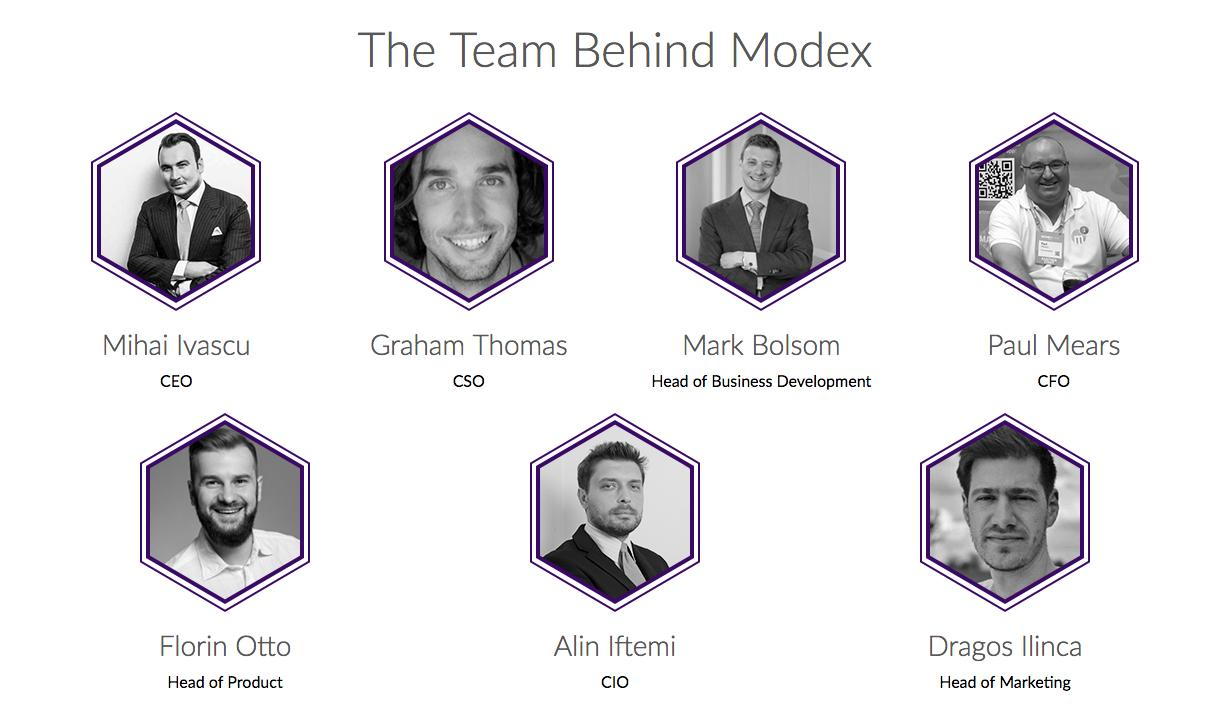 The Team Behind Modex
Mihai Ivascu
CEO
Graham Thomas
CSO
Mark Bolsom
Head of Business Development
Paul Mears
CFO
Florin Otto
Head of Product
Alin Iftemi
CIO
Dragos Ilinca
Head of Marketing